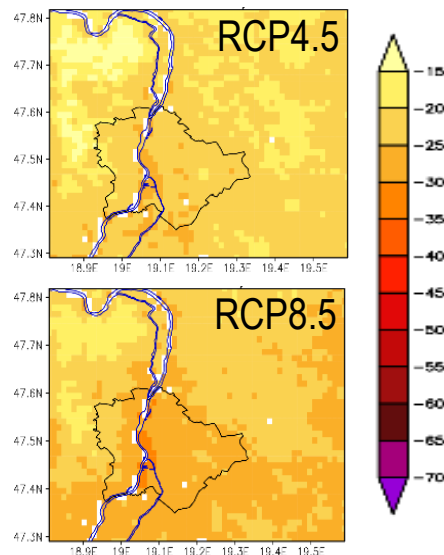 RCP4.5
47.8N
47.7N
47.6N
47.5N
47.4N
47.3N
18.9E 19E 19.1E 19.2E 19.3E 19.4E 19.5E
RCP8.5
47.8N
47.7N
47.6N
47.5N
47.4N
47.3N
18.9E 19E 19.1E 19.2E 19.3E 19.4E 19.5E
-15
-20
-25
-30
-35
-40
-45
-50
-55
-60
-65
-70